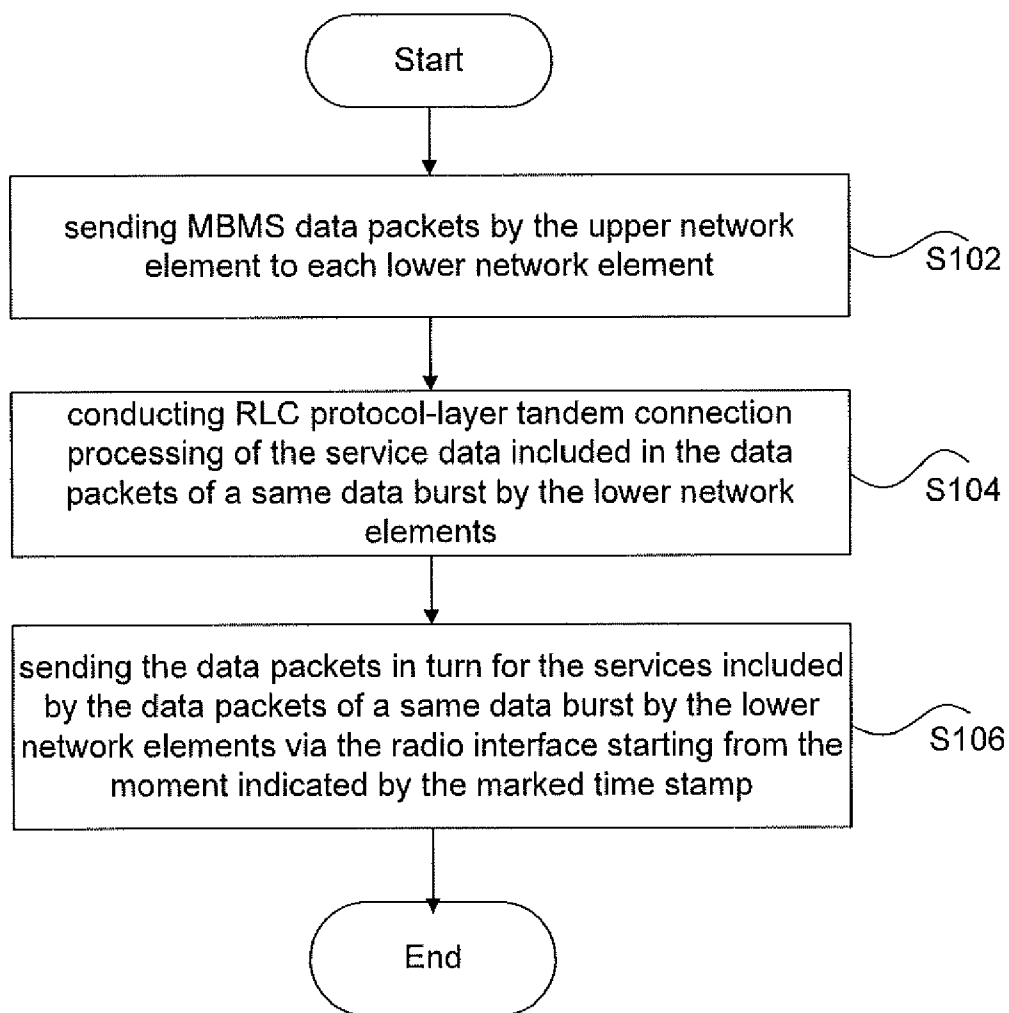 Start
sending MBMS data packets by the upper network
element to each lower network element
S102
conducting RLC protocol-layer tandem connection
processing of the service data included in the data
packets of a same data burst by the lower network
elements
S104
sending the data packets in turn for the services included
by the data packets of a same data burst by the lower
network elements via the radio interface starting from the
moment indicated by the marked time stamp
S106
End